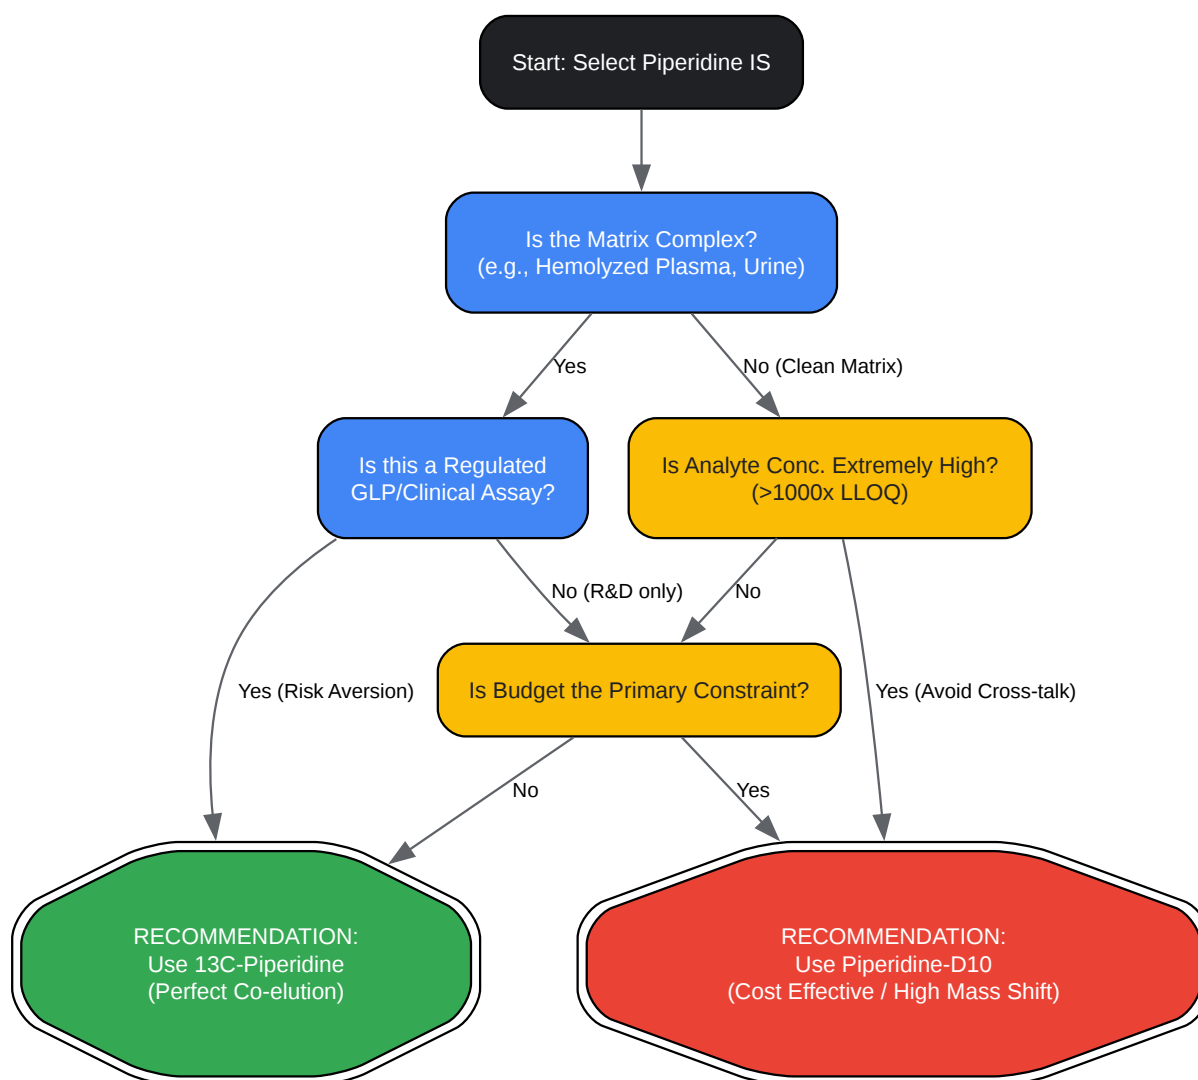 Start: Select Piperidine IS
Is the Matrix Complex?
(e.g., Hemolyzed Plasma, Urine)
Yes
No (Clean Matrix)
Is this a Regulated
GLP/Clinical Assay?
Is Analyte Conc. Extremely High?
(>1000x LLOQ)
No (R&D only)
No
Yes (Risk Aversion)
Is Budget the Primary Constraint?
Yes (Avoid Cross-talk)
No
Yes
RECOMMENDATION:
Use 13C-Piperidine
(Perfect Co-elution)
RECOMMENDATION:
Use Piperidine-D10
(Cost Effective / High Mass Shift)